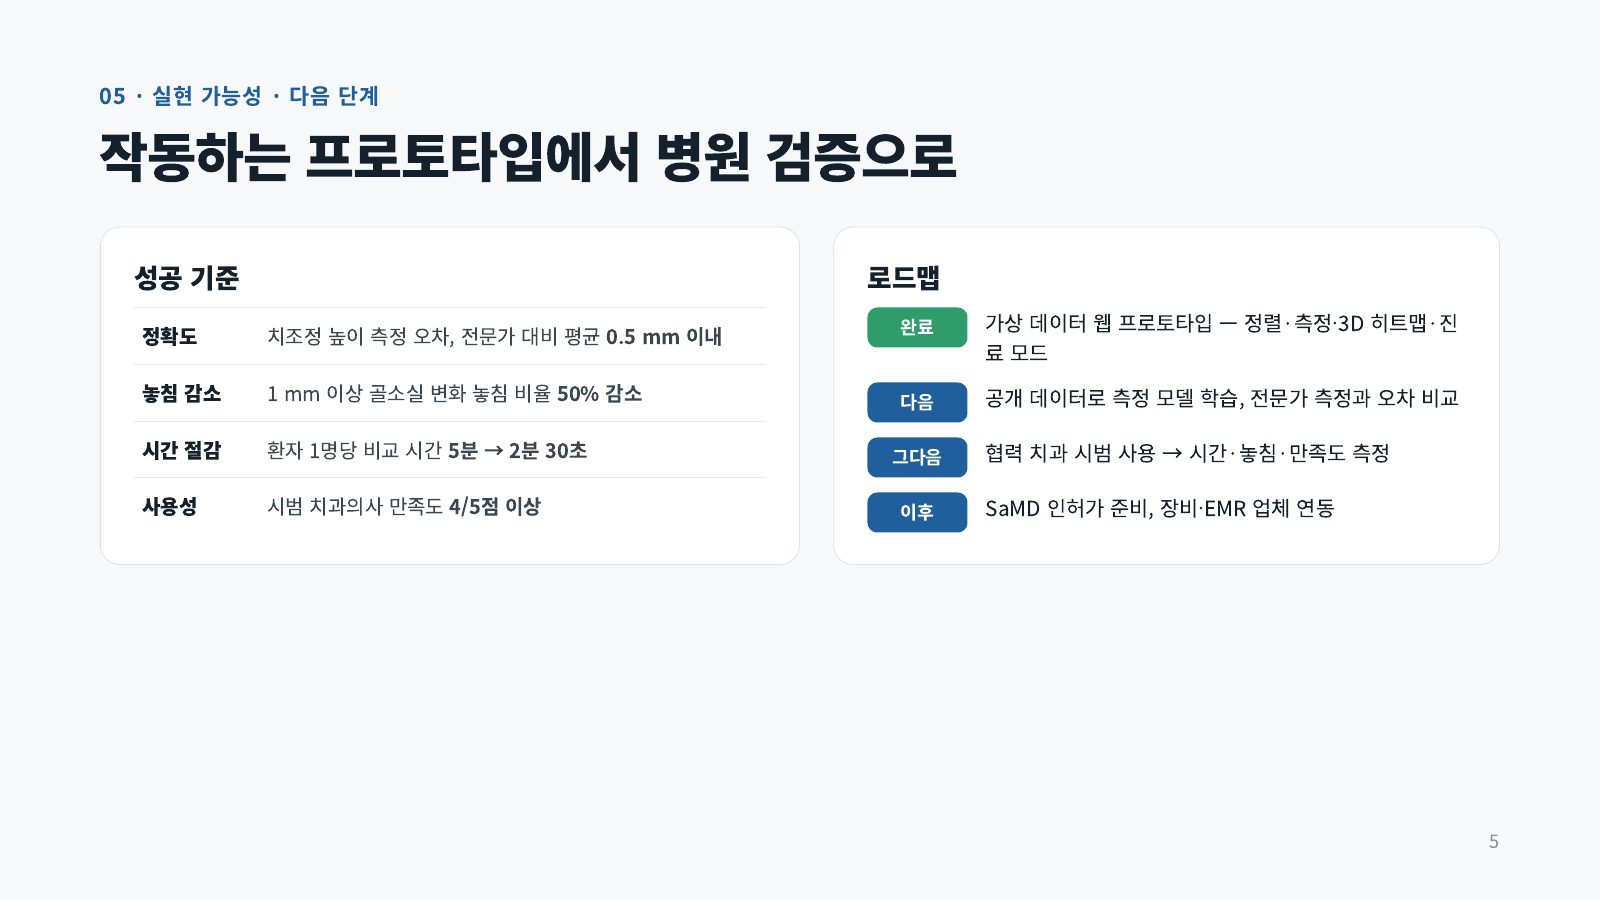 05 · 실현 가능성 · 다음 단계
작동하는 프로토타입에서 병원 검증으로
성공 기준
정확도 치조정 높이 측정 오차, 전문가 대비 평균 0.5 mm 이내
놓침 감소 1 mm 이상 골소실 변화 놓침 비율 50% 감소
시간 절감 환자 1명당 비교 시간 5분 → 2분 30초
사용성 시범 치과의사 만족도 4/5점 이상
로드맵
완료 가상 데이터 웹 프로토타입 — 정렬·측정·3D 히트맵·진
료 모드
다음 공개 데이터로 측정 모델 학습, 전문가 측정과 오차 비교
그다음 협력 치과 시범 사용 → 시간·놓침·만족도 측정
이후 SaMD 인허가 준비, 장비·EMR 업체 연동
5